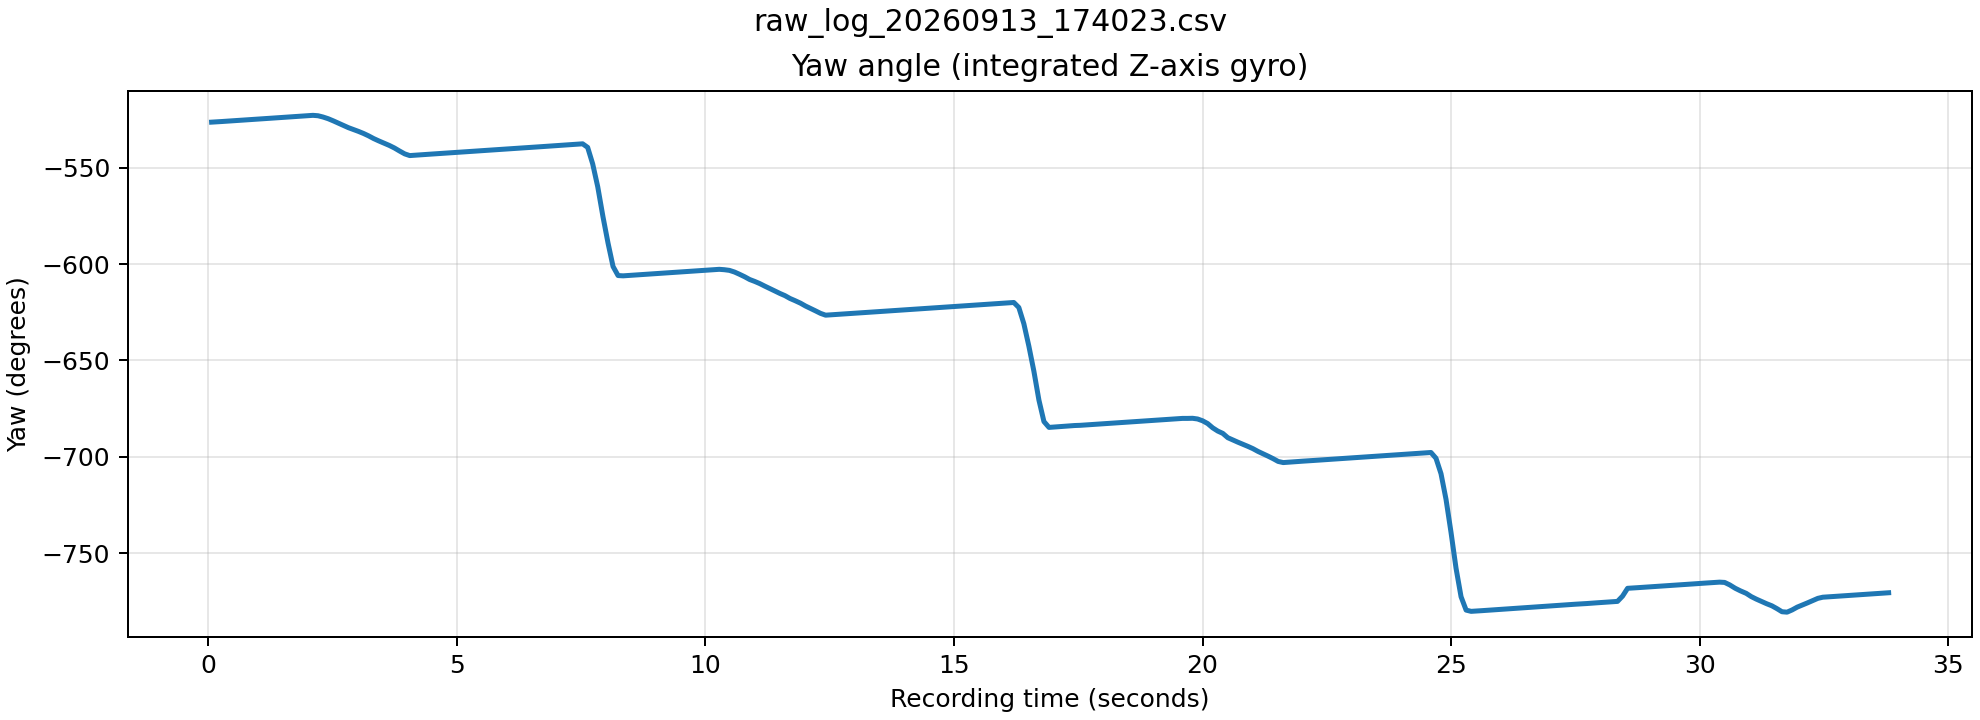 raw_log_20260913_174023.csv
Yaw angle (integrated Z-axis gyro)
Yaw (degrees)
−550
−600
−650
−700
−750
0 5 10 15 20 25 30 35
Recording time (seconds)